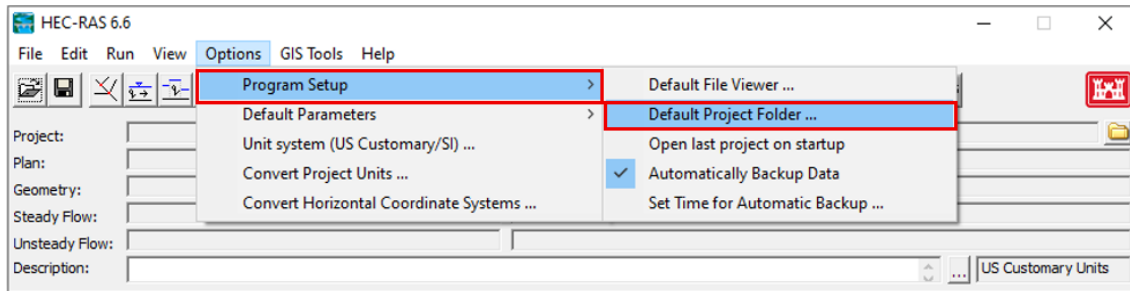 HEC-RAS 6.6
File Edit Run View Options GIS Tools Help
Program Setup
Default Parameters
Unit system (US Customary/SI) ...
Convert Project Units ...
Convert Horizontal Coordinate Systems ...
Default File Viewer ...
Default Project Folder ...
Open last project on startup
Automatically Backup Data
Set Time for Automatic Backup ...
Project:
Plan:
Geometry:
Steady Flow:
Unsteady Flow:
Description:
...
US Customary Units